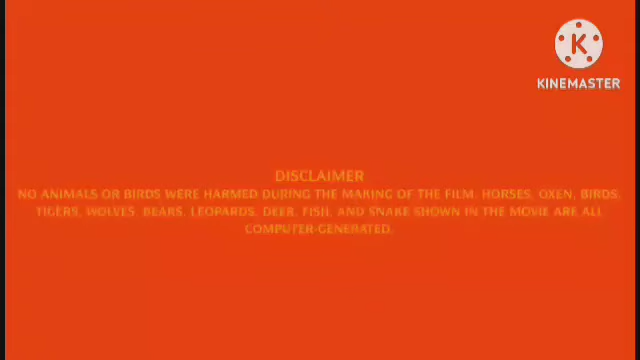 K
KINEMASTER
DISCLAIMER
NO ANIMALS OR BIRDS WERE HARMED DURING THE MAKING OF THE FILM. HORSES, OXEN, BIRDS,
TIGERS, WOLVES, BEARS, LEOPARDS, DEER, FISH, AND SNAKE SHOWN IN THE MOVIE ARE ALL
COMPUTER-GENERATED.